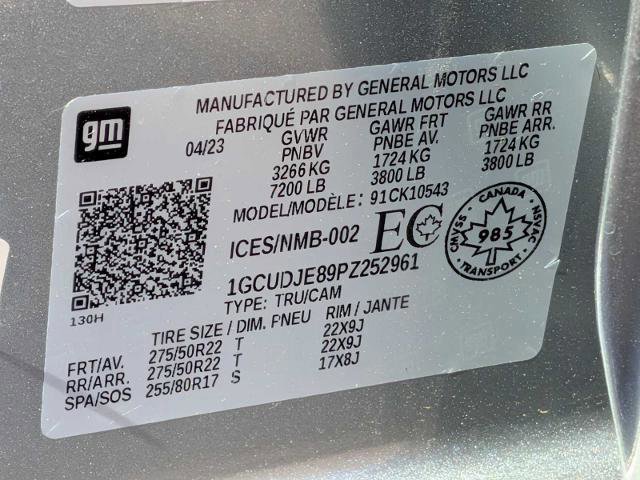 MANUFACTURED BY GENERAL MOTORS LLC
FABRIQUÉ PAR GENERAL MOTORS LLC
gm
04/23 GVWR GAWR FRT GAWR RR
PNBV PNBE AV. PNBE ARR.
3266 KG 1724 KG 1724 KG
7200 LB 3800 LB 3800 LB
MODEL/MODÈLE: 91CK10543
ICES/NMB-002 EC
CANADA
985
TRANSPORT
NSVAC
CNSVAA
1GCUDJE89PZ252961
TYPE: TRU/CAM
130H
TIRE SIZE / DIM. PNEU RIM / JANTE
FRT/AV. 275/50R22 T 22X9J
RR/ARR. 275/50R22 T 22X9J
SPA/SOS 255/80R17 S 17X8J